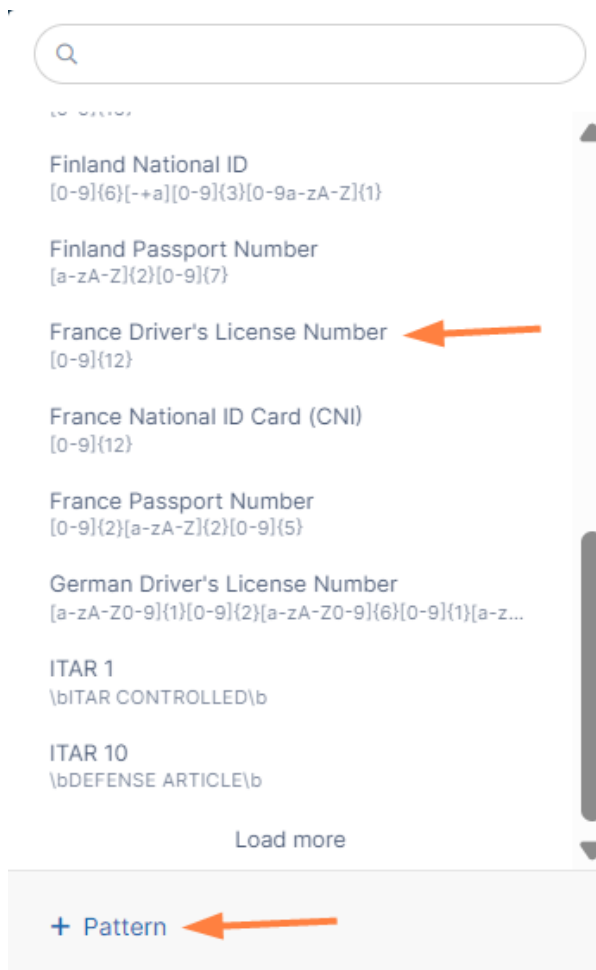 Finland National ID
[0-9]{6}[-+a][0-9]{3}[0-9a-zA-Z]{1}
Finland Passport Number
[a-zA-Z]{2}[0-9]{7}
France Driver's License Number
[0-9]{12}
France National ID Card (CNI)
[0-9]{12}
France Passport Number
[0-9]{2}[a-zA-Z]{2}[0-9]{5}
German Driver's License Number
[a-zA-Z0-9]{1}[0-9]{2}[a-zA-Z0-9]{6}[0-9]{1}[a-z...
ITAR 1
\bITAR CONTROLLED\b
ITAR 10
\bDEFENSE ARTICLE\b
Load more
+ Pattern